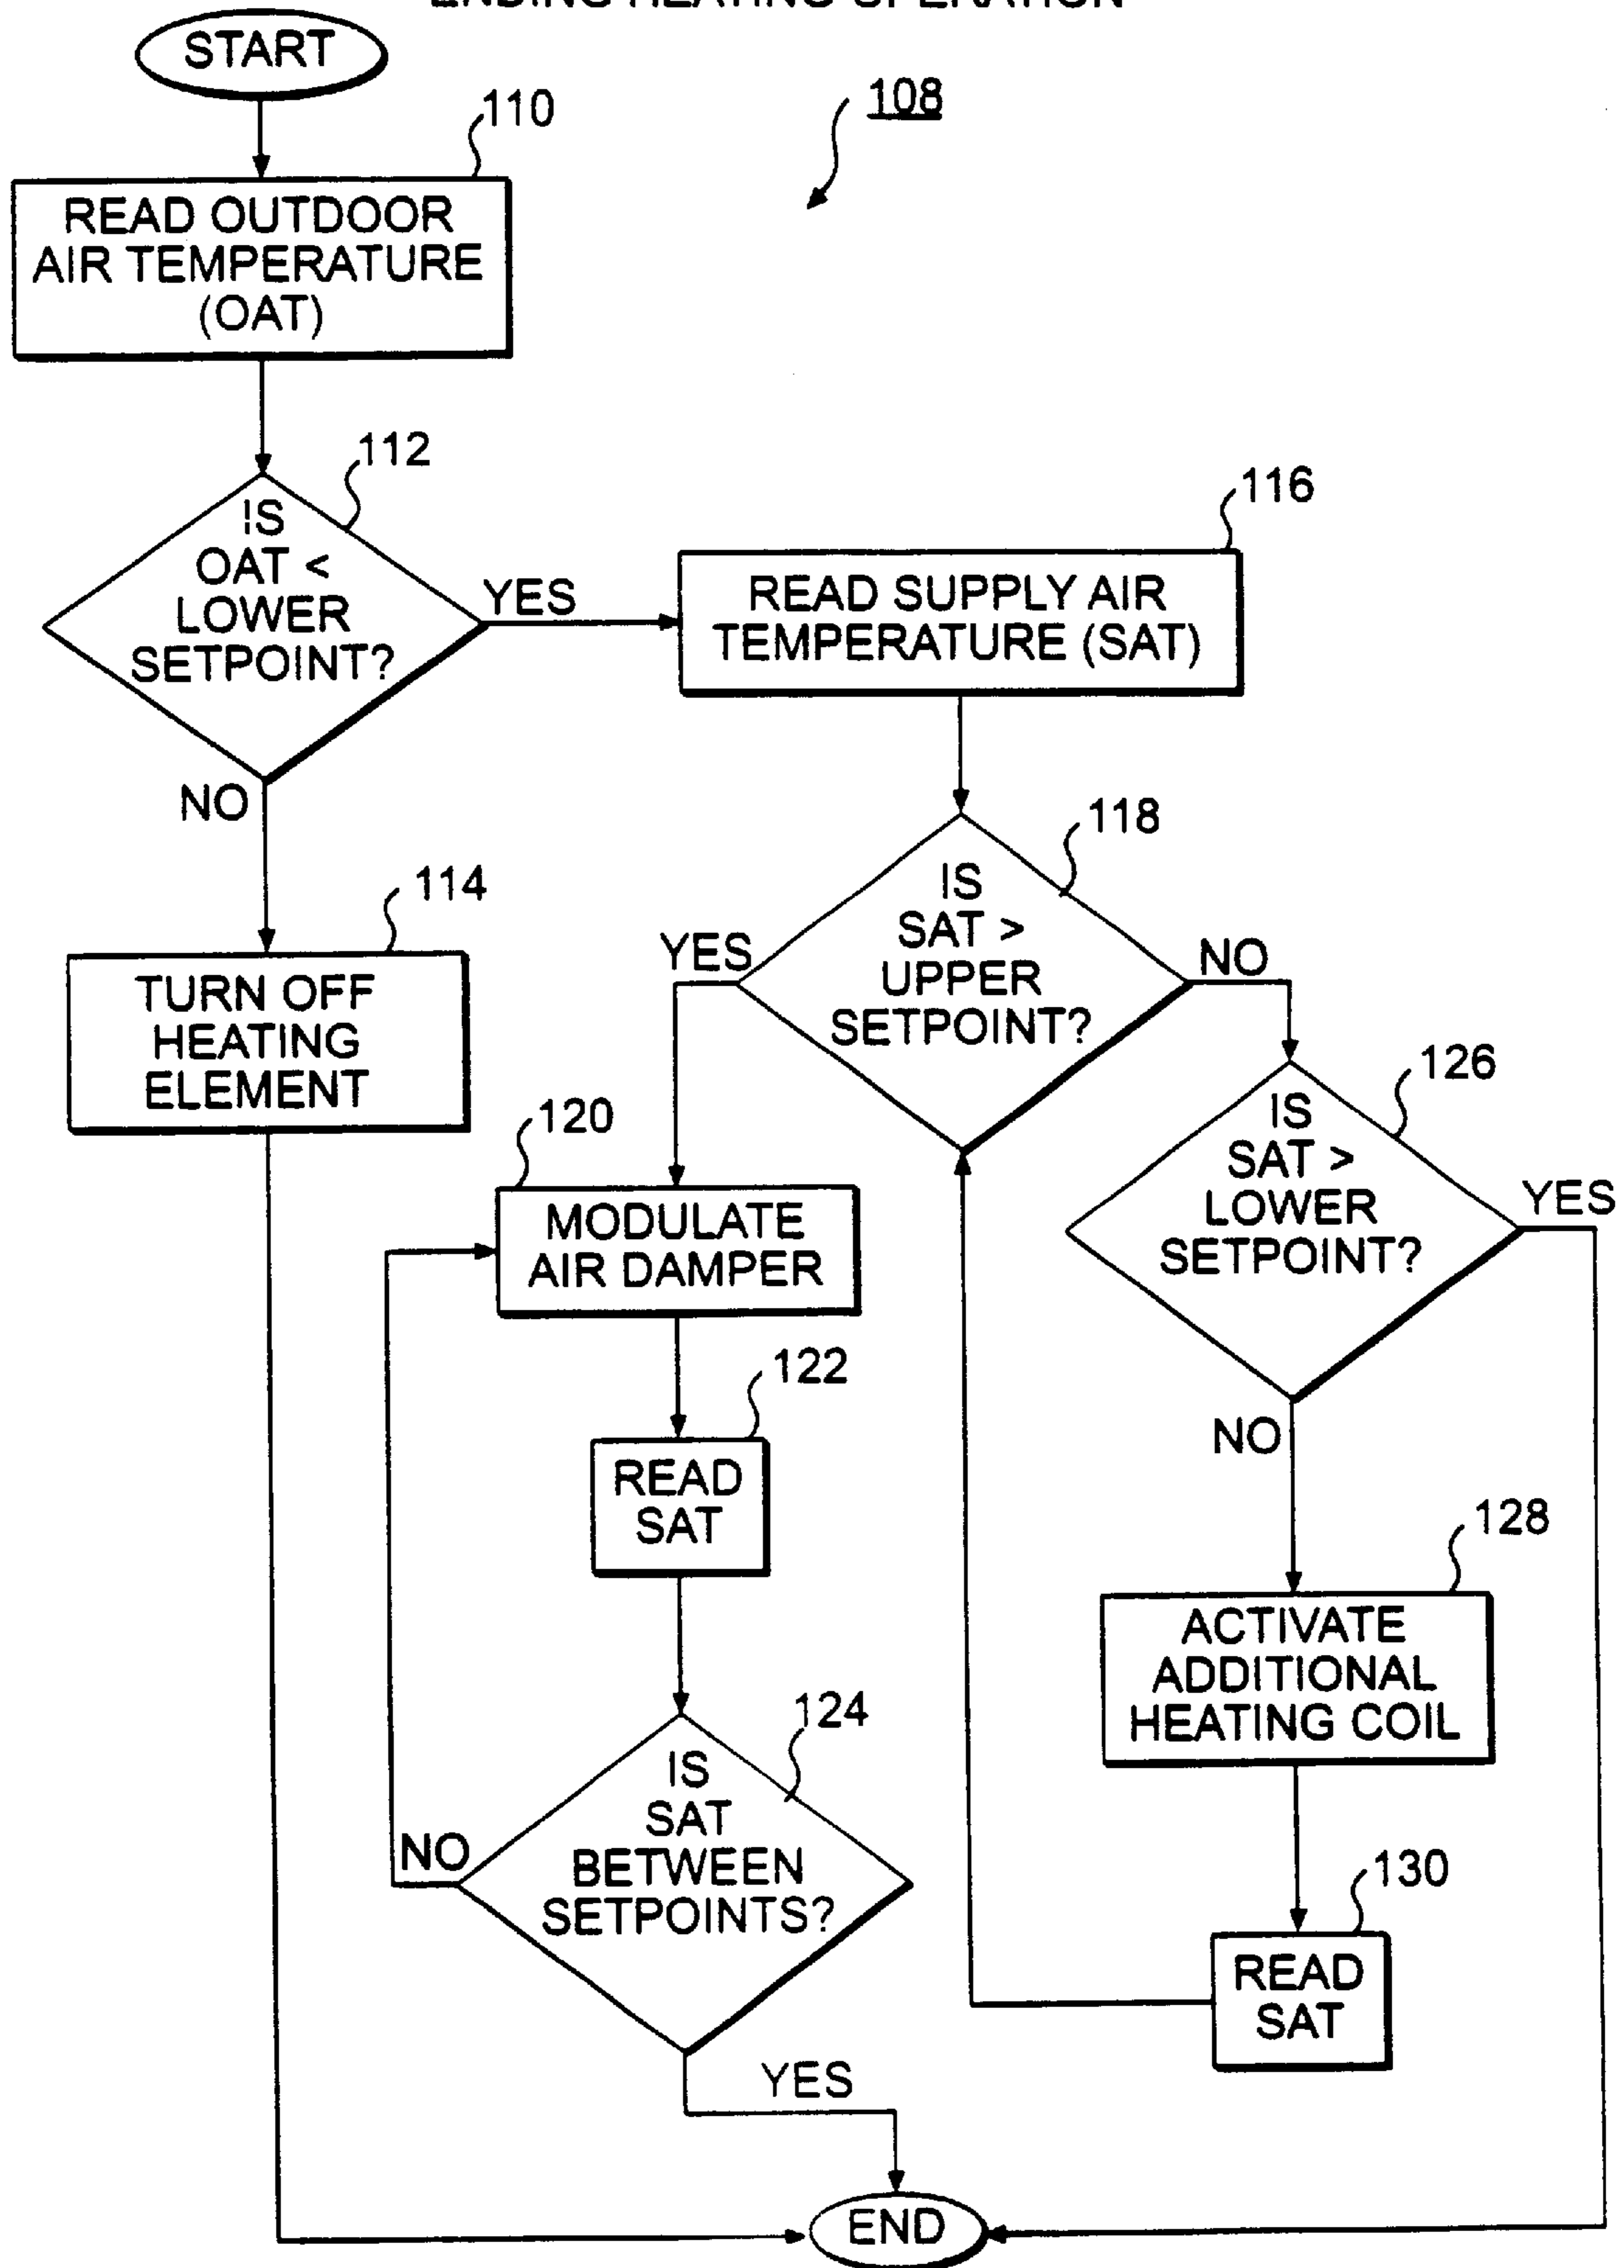 ENDING HEATING OPERATION
START
108
110
READ OUTDOOR
AIR TEMPERATURE
(OAT)
112
IS
OAT <
LOWER
SETPOINT?
YES
NO
116
READ SUPPLY AIR
TEMPERATURE (SAT)
114
TURN OFF
HEATING
ELEMENT
118
IS
SAT >
UPPER
SETPOINT?
YES
NO
120
MODULATE
AIR DAMPER
126
IS
SAT >
LOWER
SETPOINT?
YES
NO
122
READ
SAT
128
ACTIVATE
ADDITIONAL
HEATING COIL
124
IS
SAT
BETWEEN
SETPOINTS?
NO
YES
130
READ
SAT
END